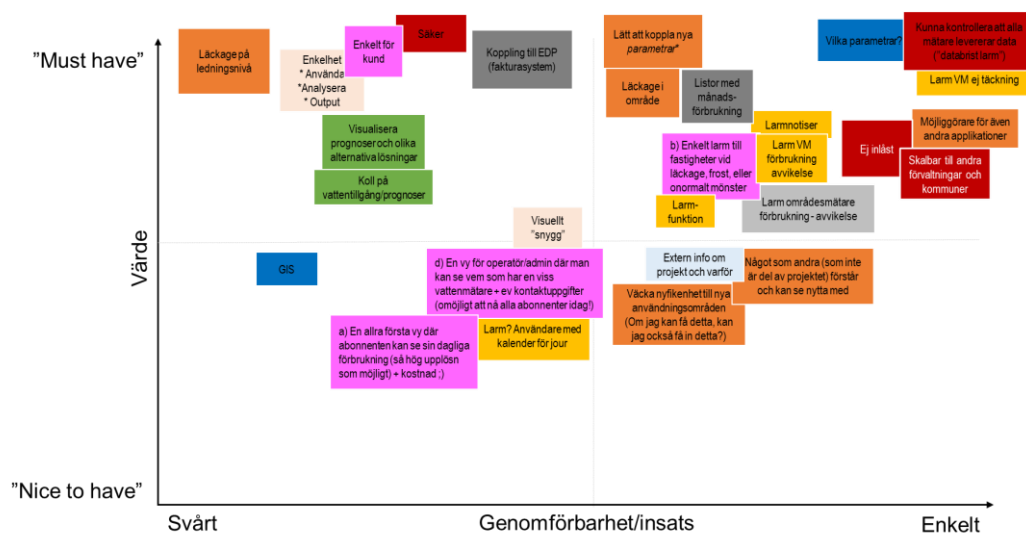 "Must have"
Värde
"Nice to have"
Svårt
Genomförbarhet/insats
Enkelt
Läckage på
ledningsnivå
Enkelhet
* Använda
*Analysera
* Output
Enkelt för
kund
Säker
Koppling till EDP
(fakturasystem)
Visualisera
prognoser och olika
alternativa lösningar
Koll på
vattentillgång/prognoser
Visuellt
"snygg"
Lätt att koppla nya
parametrar*
Läckage i
område
Listor med
månads-
förbrukning
Vilka parametrar?
Kunna kontrollera att alla
mätare levererar data
("databrist larm")
Larm VM ej täckning
Larmnotiser
Larm VM
förbrukning
avvikelse
b) Enkelt larm till
fastigheter vid
läckage, frost, eller
onormalt mönster
Larm-
funktion
Larm områdesmätare
förbrukning - avvikelse
Ej inlåst
Möjliggörare för även
andra applikationer
Skalbar till andra
förvaltningar och
kommuner
GIS
d) En vy för operatör/admin där man
kan se vem som har en viss
vattenmätare + ev kontaktuppgifter
(omöjligt att nå alla abonnenter idag!)
a) En allra första vy där
abonnenten kan se sin dagliga
förbrukning (så hög upplösn
som möjligt) + kostnad ;)
Larm? Användare med
kalender för jour
Extern info om
projekt och varför
Något som andra (som inte
är del av projektet) förstår
och kan se nytta med
Väcka nyfikenhet till nya
användningsområden
(Om jag kan få detta, kan
jag också få in detta?)